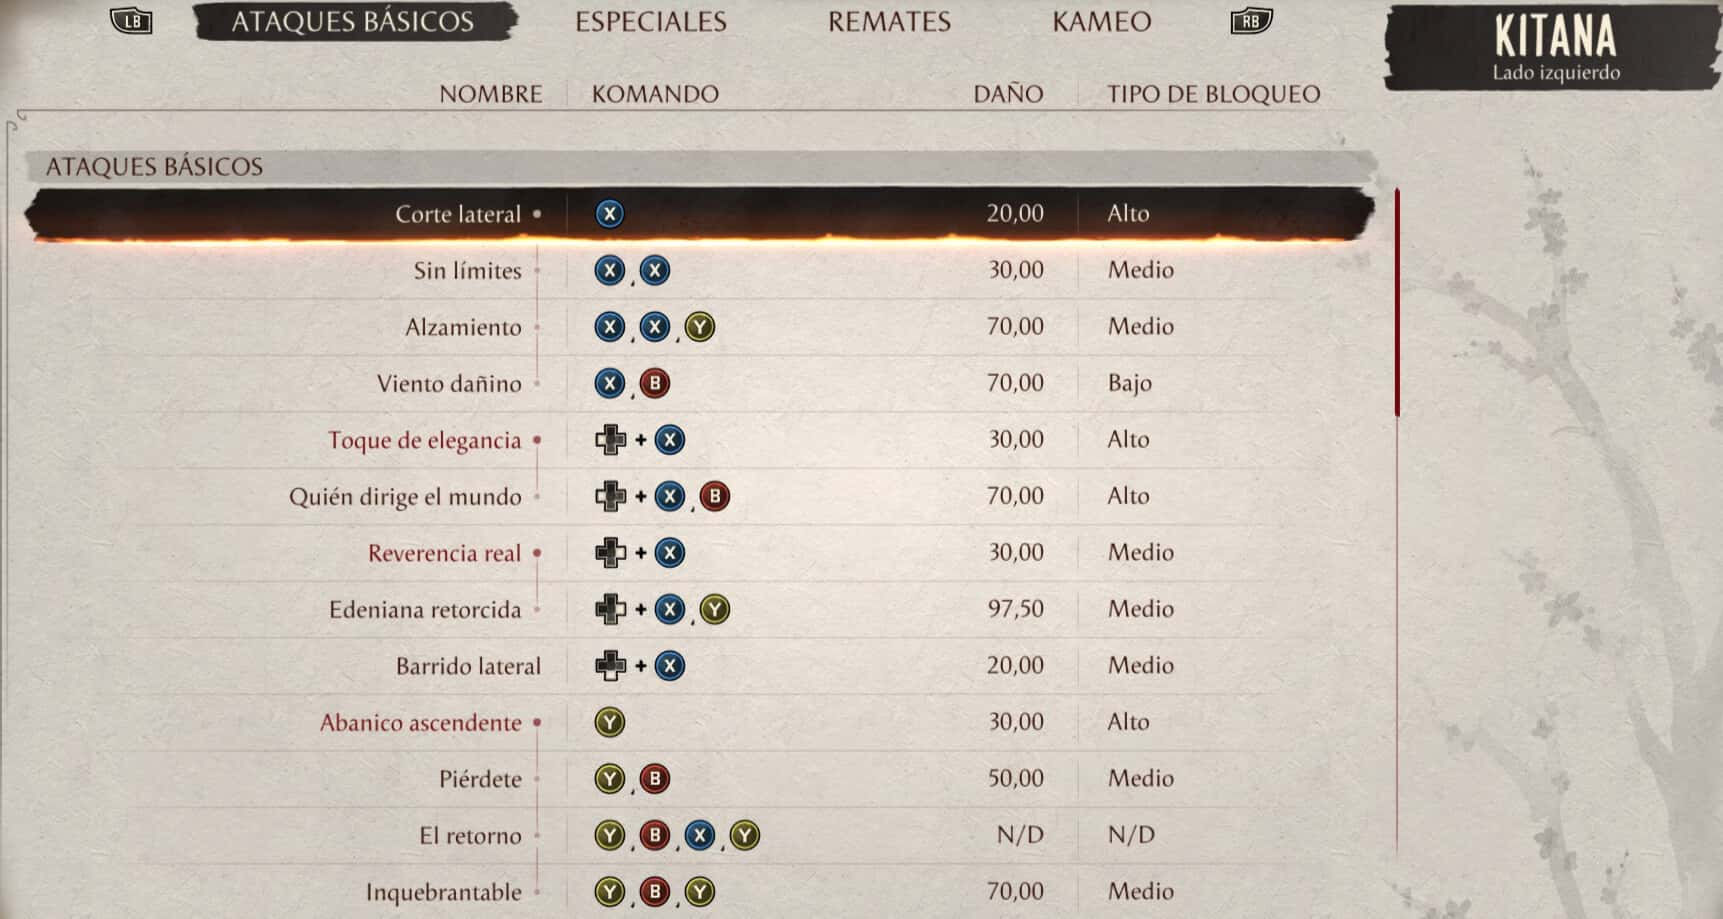 LB ATAQUES BÁSICOS ESPECIALES REMATES KAMEO RB
KITANA
Lado izquierdo
NOMBRE KOMANDO DAÑO TIPO DE BLOQUEO
ATAQUES BÁSICOS
Corte lateral X 20,00 Alto
Sin límites X, X 30,00 Medio
Alzamiento X, X, Y 70,00 Medio
Viento dañino X, B 70,00 Bajo
Toque de elegancia + X 30,00 Alto
Quién dirige el mundo + X, B 70,00 Alto
Reverencia real + X 30,00 Medio
Edeniana retorcida + X, Y 97,50 Medio
Barrido lateral + X 20,00 Medio
Abanico ascendente Y 30,00 Alto
Piérdete Y, B 50,00 Medio
El retorno Y, B, X, Y N/D N/D
Inquebrantable Y, B, Y 70,00 Medio